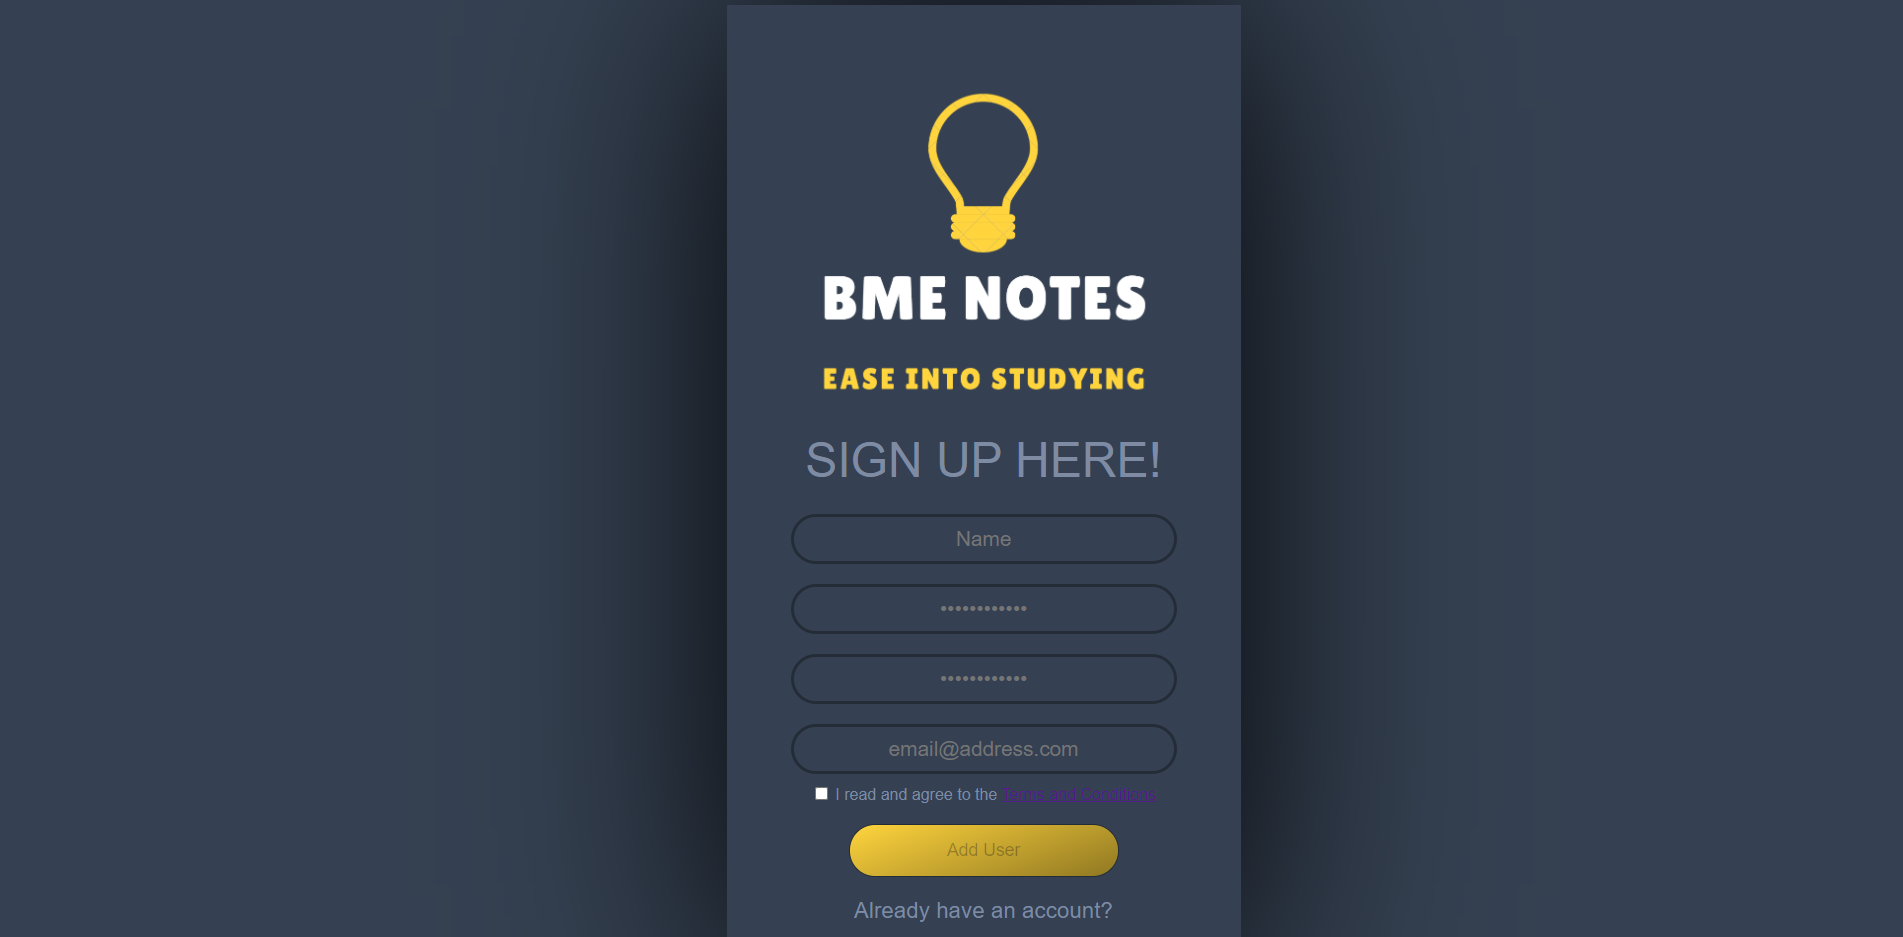 BME NOTES
EASE INTO STUDYING
SIGN UP HERE!
Name
••••••••••••
••••••••••••
email@address.com
I read and agree to the Terms and Conditions
Add User
Already have an account?